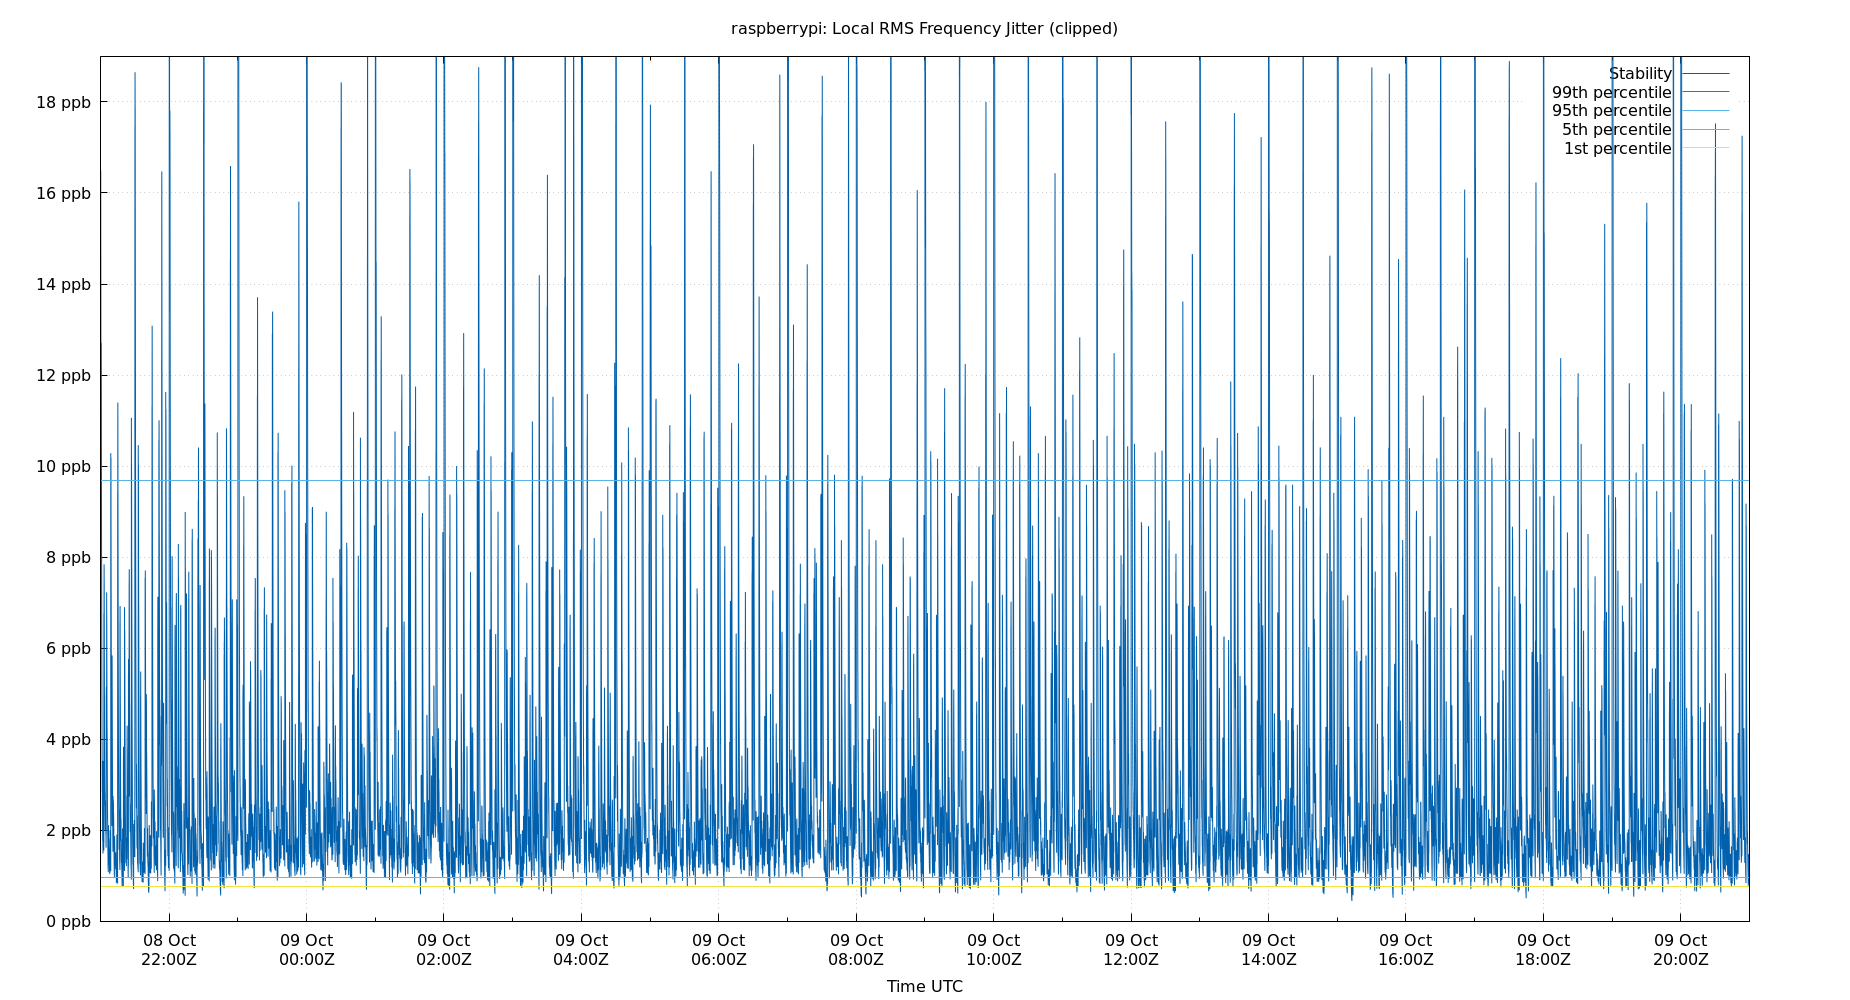 raspberrypi: Local RMS Frequency Jitter (clipped)
Stability
99th percentile
95th percentile
5th percentile
1st percentile
18 ppb
16 ppb
14 ppb
12 ppb
10 ppb
8 ppb
6 ppb
4 ppb
2 ppb
0 ppb
08 Oct 09 Oct 09 Oct 09 Oct 09 Oct 09 Oct 09 Oct 09 Oct 09 Oct 09 Oct 09 Oct 09 Oct
22:00Z 00:00Z 02:00Z 04:00Z 06:00Z 08:00Z 10:00Z 12:00Z 14:00Z 16:00Z 18:00Z 20:00Z
Time UTC